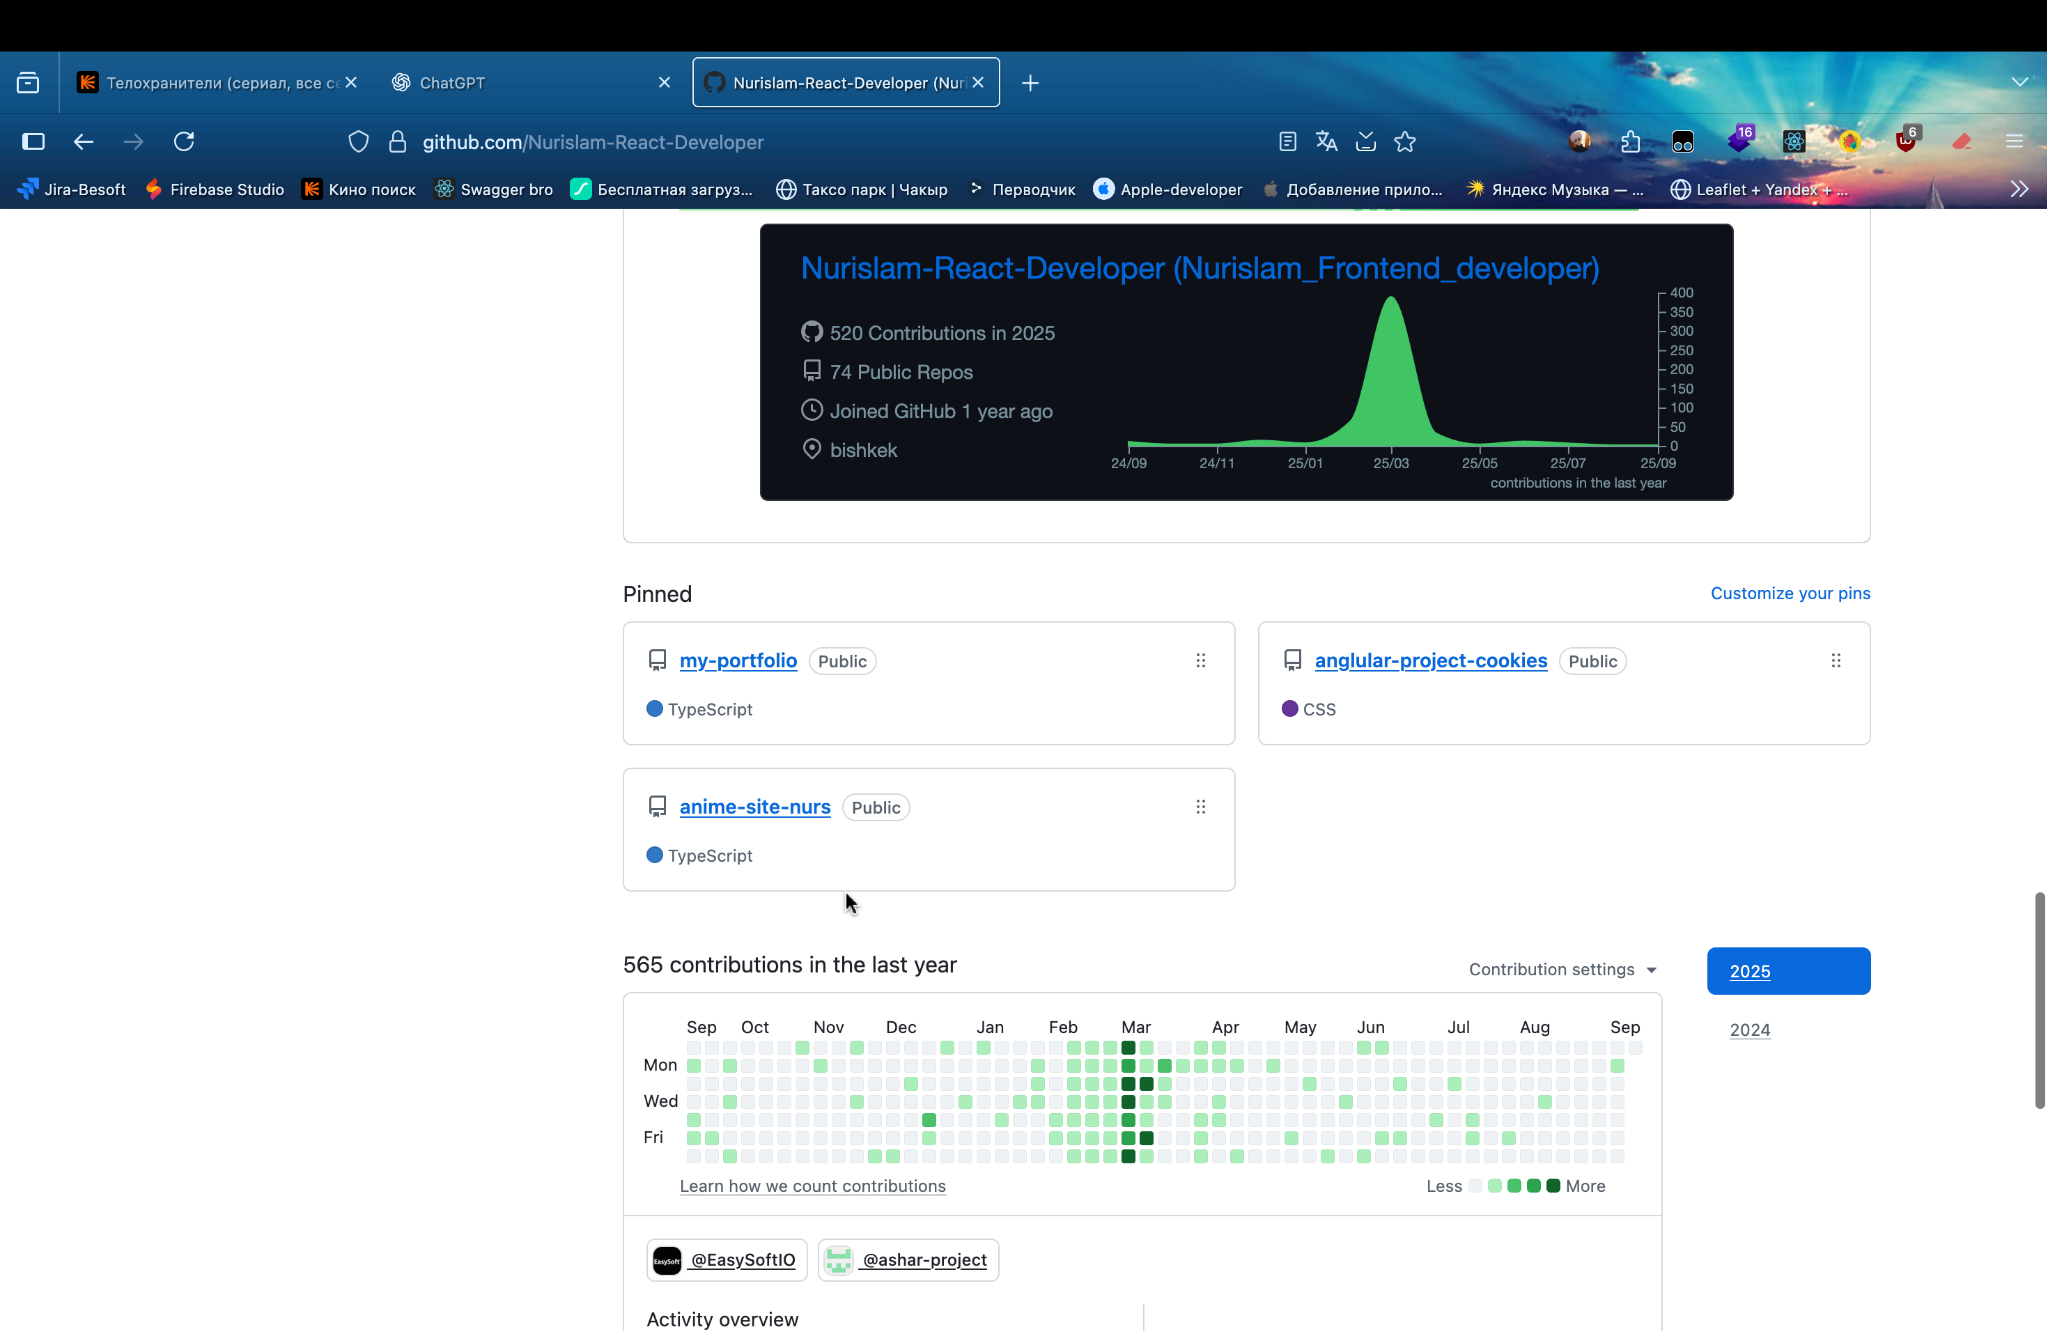 Телохранители (сериал, все се
ChatGPT
Nurislam-React-Developer (Nuri
github.com/Nurislam-React-Developer
16
6
Jira-Besoft
Firebase Studio
Кино поиск
Swagger bro
Бесплатная загруз...
Таксо парк | Чакыр
Перводчик
Apple-developer
Добавление прило...
Яндекс Музыка — ...
Leaflet + Yandex + ...
Nurislam-React-Developer (Nurislam_Frontend_developer)
520 Contributions in 2025
74 Public Repos
Joined GitHub 1 year ago
bishkek
400
350
300
250
200
150
100
50
0
24/09 24/11 25/01 25/03 25/05 25/07 25/09
contributions in the last year
Pinned
Customize your pins
my-portfolio Public
TypeScript
anglular-project-cookies Public
CSS
anime-site-nurs Public
TypeScript
565 contributions in the last year
Contribution settings
2025
2024
Sep Oct Nov Dec Jan Feb Mar Apr May Jun Jul Aug Sep
Mon
Wed
Fri
Learn how we count contributions
Less More
EasySoft
@EasySoftIO
@ashar-project
Activity overview